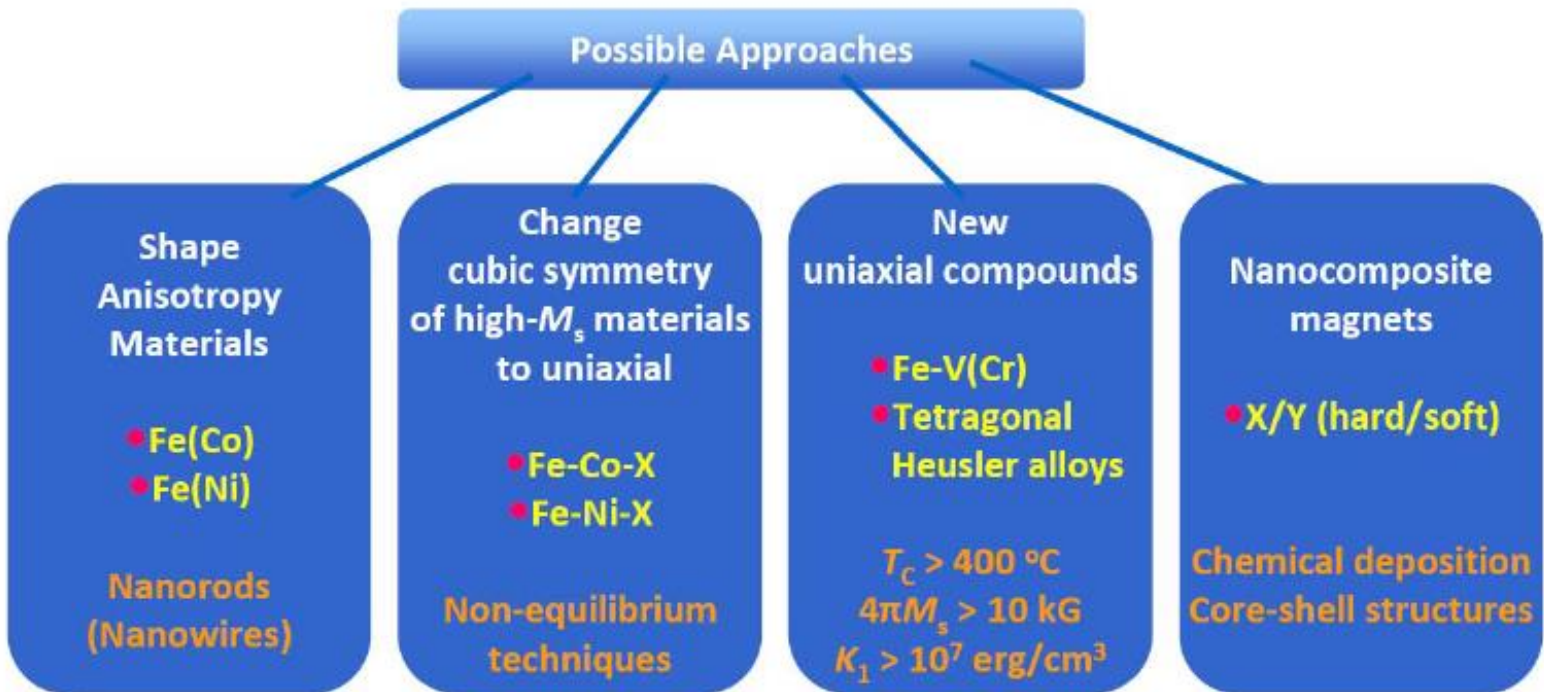 Possible Approaches
Shape
Anisotropy
Materials
•Fe(Co)
•Fe(Ni)
Nanorods
(Nanowires)
Change
cubic symmetry
of high-Mₛ materials
to uniaxial
•Fe-Co-X
•Fe-Ni-X
Non-equilibrium
techniques
New
uniaxial compounds
•Fe-V(Cr)
•Tetragonal
Heusler alloys
T_C > 400 ºC
4πMₛ > 10 kG
K₁ > 10⁷ erg/cm³
Nanocomposite
magnets
•X/Y (hard/soft)
Chemical deposition
Core-shell structures